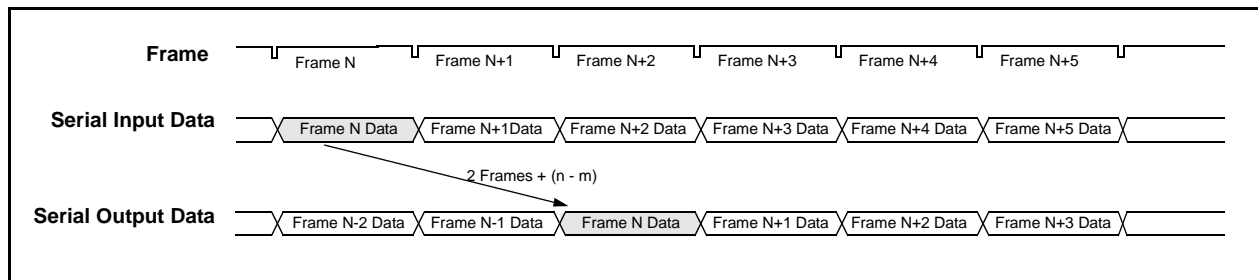 Frame
Frame N
Frame N+1
Frame N+2
Frame N+3
Frame N+4
Frame N+5
Serial Input Data
Frame N Data
Frame N+1Data
Frame N+2 Data
Frame N+3 Data
Frame N+4 Data
Frame N+5 Data
2 Frames + (n - m)
Serial Output Data
Frame N-2 Data
Frame N-1 Data
Frame N Data
Frame N+1 Data
Frame N+2 Data
Frame N+3 Data